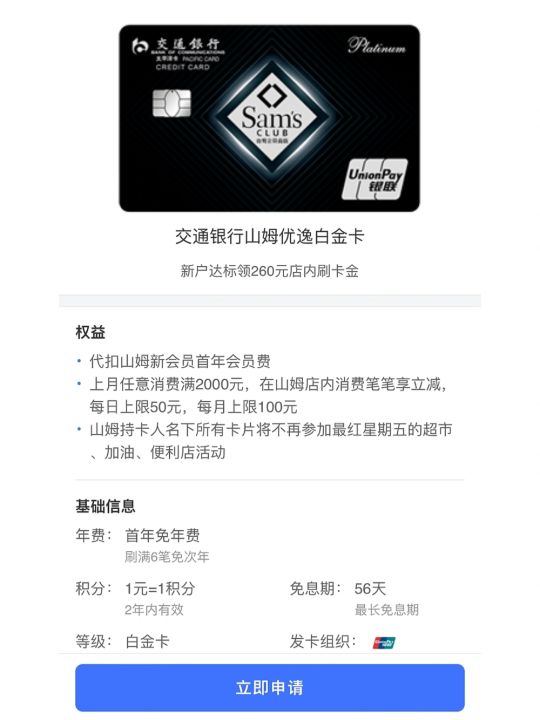 交通銀行
BANK OF COMMUNICATIONS
太平洋卡 PACIFIC CARD
CREDIT CARD
Platinum
Sam's
CLUB
UnionPay
银联
交通银行山姆优逸白金卡
新户达标领260元店内刷卡金
权益
• 代扣山姆新会员首年会员费
• 上月任意消费满2000元，在山姆店内消费笔笔享立减，
每日上限50元，每月上限100元
• 山姆持卡人名下所有卡片将不再参加最红星期五的超市
、加油、便利店活动
基础信息
年费： 首年免年费
刷满6笔免次年
积分： 1元=1积分 免息期： 56天
2年内有效 最长免息期
等级： 白金卡 发卡组织：
立即申请